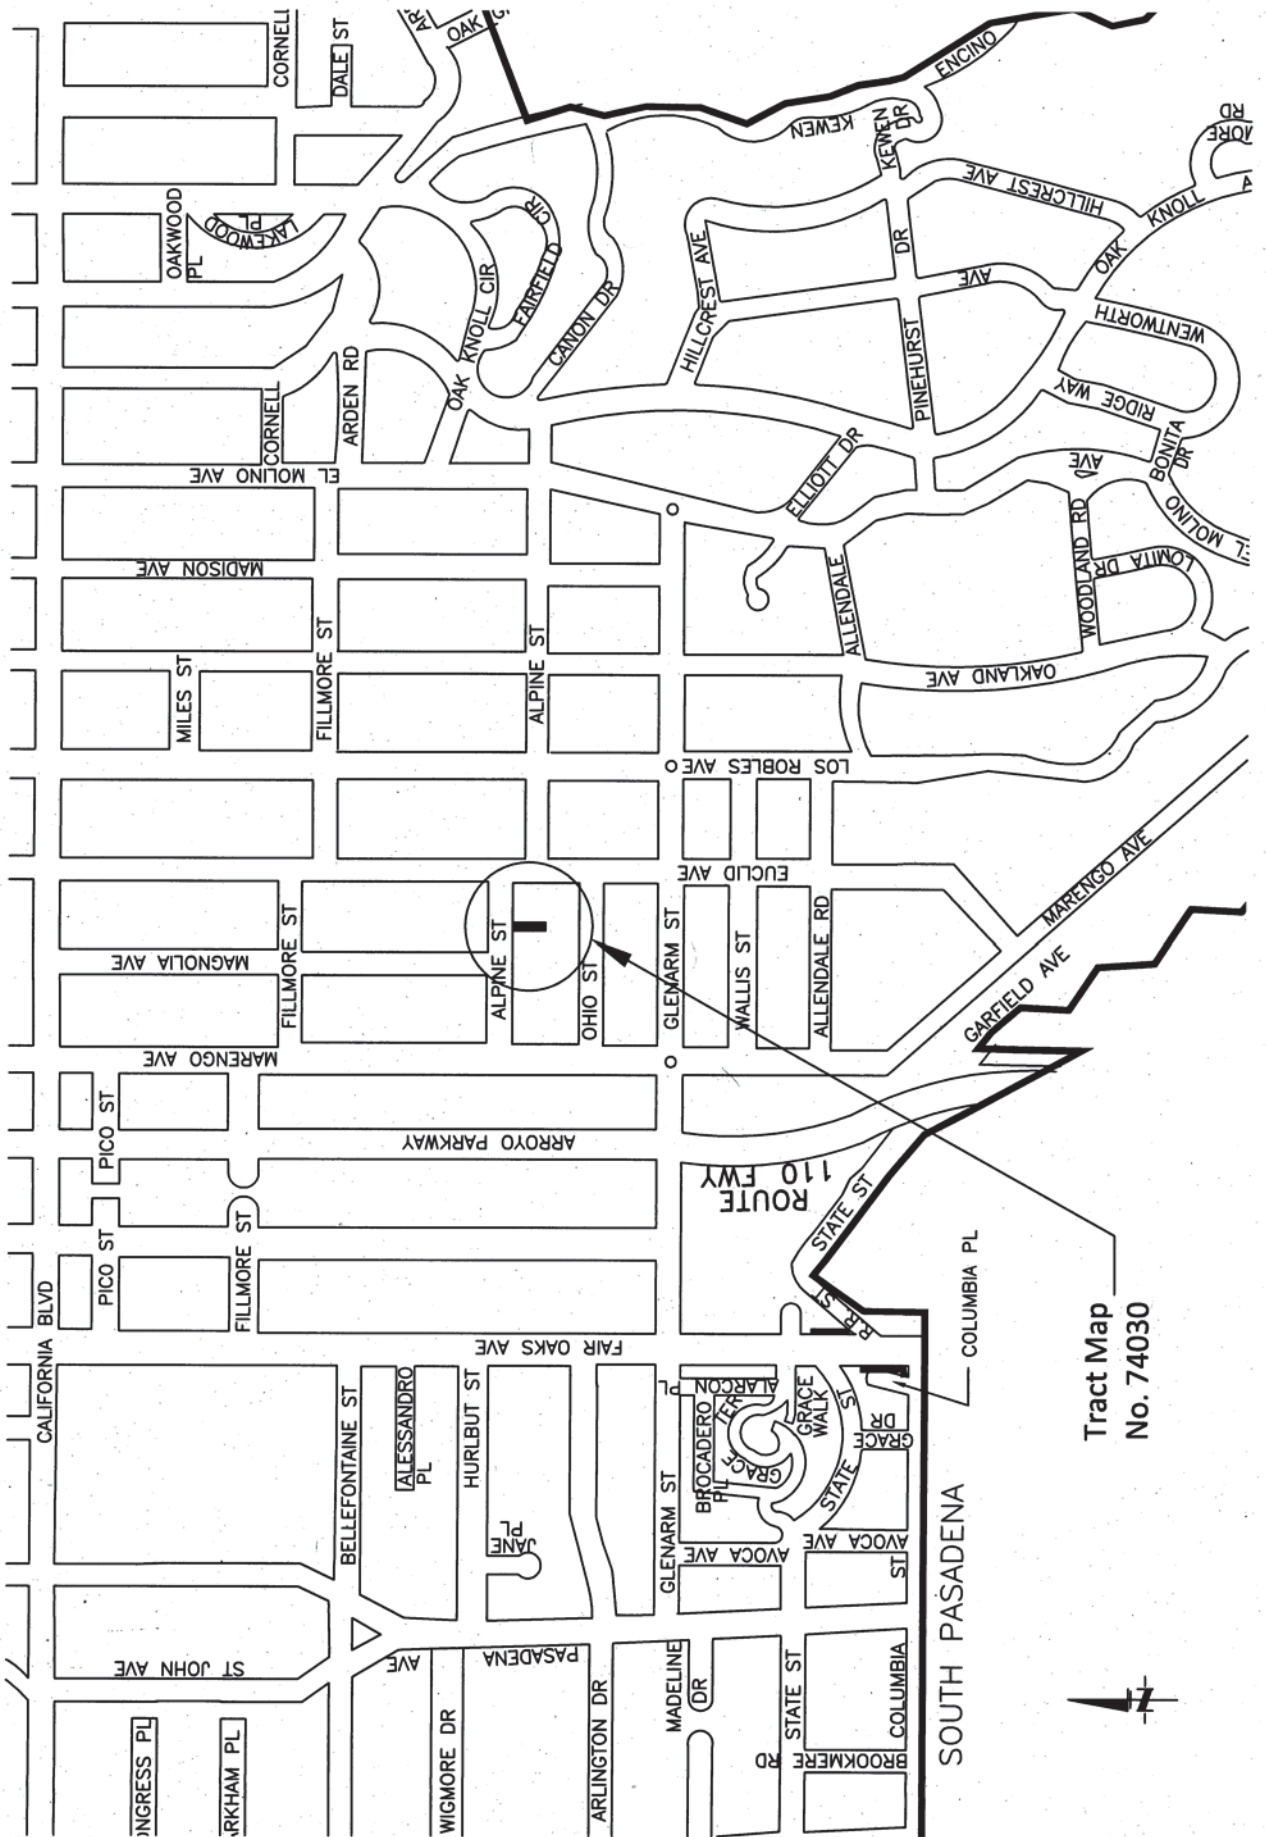 CORNELL
DALE ST
OAK
ENCINO
KEWEN
KEWEN
DR
MORE
RD
OAKWOOD
PL
LAKEWOOD
PL
OAK KNOLL CIR
FAIRFIELD CIR
CANON DR
HILLCREST AVE
HILLCREST AVE
OAK KNOLL
PINEHURST DR
WENTWORTH AVE
RIDGE WAY
BONITA
DR
CORNELL
ARDEN RD
EL MOLINO AVE
ELLIOTT DR
EL MOLINO AVE
MADISON AVE
WOODLAND RD
LOMITA DR
ALLENDALE
MILES ST
FILLMORE ST
ALPINE ST
OAKLAND AVE
LOS ROBLES AVE
EUCLID AVE
MAGNOLIA AVE
FILLMORE ST
ALPINE ST
OHIO ST
GLENARM ST
WALLIS ST
ALLENDALE RD
MARENGO AVE
GARFIELD AVE
MARENGO AVE
PICO ST
ARROYO PARKWAY
ROUTE
110 FWY
STATE ST
PICO ST
FILLMORE ST
CALIFORNIA BLVD
R.R. ST
COLUMBIA PL
FAIR OAKS AVE
BELLEFONTAINE ST
ALESSANDRO
PL
HURLBUT ST
JANE
PL
GLENARM ST
ALARCON
PL
BROCADERO
PL
GRACE TER
GRACE
WALK
STATE ST
GRACE
DR
AVOCA AVE
AVOCA AVE
ST JOHN AVE
PASADENA AVE
WIGMORE DR
ARLINGTON DR
MADELINE
DR
STATE ST
COLUMBIA ST
BROOKMERE RD
ONGRESS PL
RKHAM PL
SOUTH PASADENA
Tract Map
No. 74030
N